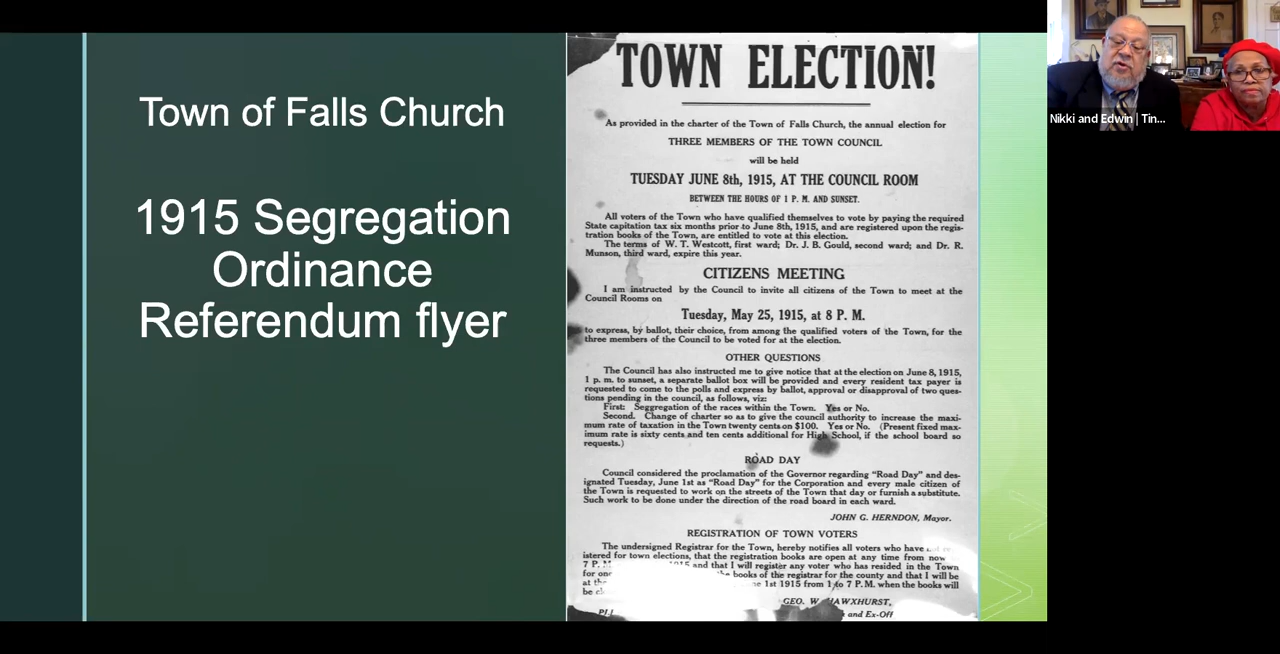 Town of Falls Church
1915 Segregation
Ordinance
Referendum flyer
TOWN ELECTION!
As provided in the charter of the Town of Falls Church, the annual election for
THREE MEMBERS OF THE TOWN COUNCIL
will be held
TUESDAY JUNE 8th, 1915, AT THE COUNCIL ROOM
BETWEEN THE HOURS OF 1 P. M. AND SUNSET.
All voters of the Town who have qualified themselves to vote by paying the required
State capitation tax six months prior to June 8th, 1915, and are registered upon the regis-
tration books of the Town, are entitled to vote at this election.
The terms of W. T. Westcott, first ward; Dr. J. B. Gould, second ward; and Dr. R.
Munson, third ward, expire this year.
CITIZENS MEETING
I am instructed by the Council to invite all citizens of the Town to meet at the
Council Rooms on
Tuesday, May 25, 1915, at 8 P. M.
to express, by ballot, their choice, from among the qualified voters of the Town, for the
three members of the Council to be voted for at the election.
OTHER QUESTIONS
The Council has also instructed me to give notice that at the election on June 8, 1915,
1 p. m. to sunset, a separate ballot box will be provided and every resident tax payer is
requested to come to the polls and express by ballot, approval or disapproval of two ques-
tions pending in the council, as follows, viz:
First: Seggregation of the races within the Town. Yes or No.
Second. Change of charter so as to give the council authority to increase the maxi-
mum rate of taxation in the Town twenty cents on $100. Yes or No. (Present fixed max-
imum rate is sixty cents and ten cents additional for High School, if the school board so
requests.)
ROAD DAY
Council considered the proclamation of the Governor regarding "Road Day" and des-
ignated Tuesday, June 1st as "Road Day" for the Corporation and every male citizen of
the Town is requested to work on the streets of the Town that day or furnish a substitute.
Such work to be done under the direction of the road board in each ward.
JOHN G. HERNDON, Mayor.
REGISTRATION OF TOWN VOTERS
The undersigned Registrar for the Town, hereby notifies all voters who have
istered for town elections, that the registration books are open at any time from now
7 P. M. 1915 and that I will register any voter who has resided in the Town
for one the books of the registrar for the county and that I will be
at the 1st 1915 from 1 to 7 P. M. when the books will
be
GEO. W. HAWXHURST,
and Ex-Off
Nikki and Edwin | Tin...